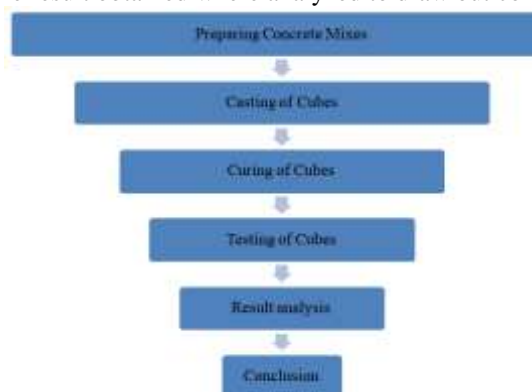 Preparing Concrete Mixes
Casting of Cubes
Curing of Cubes
Testing of Cubes
Result analysis
Conclusion